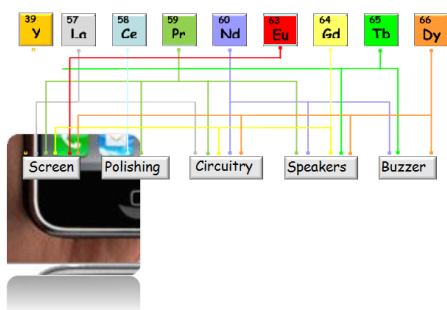 39 57 58 59 60 63 64 65 66
Y La Ce Pr Nd Eu Gd Tb Dy
Screen Polishing Circuitry Speakers Buzzer